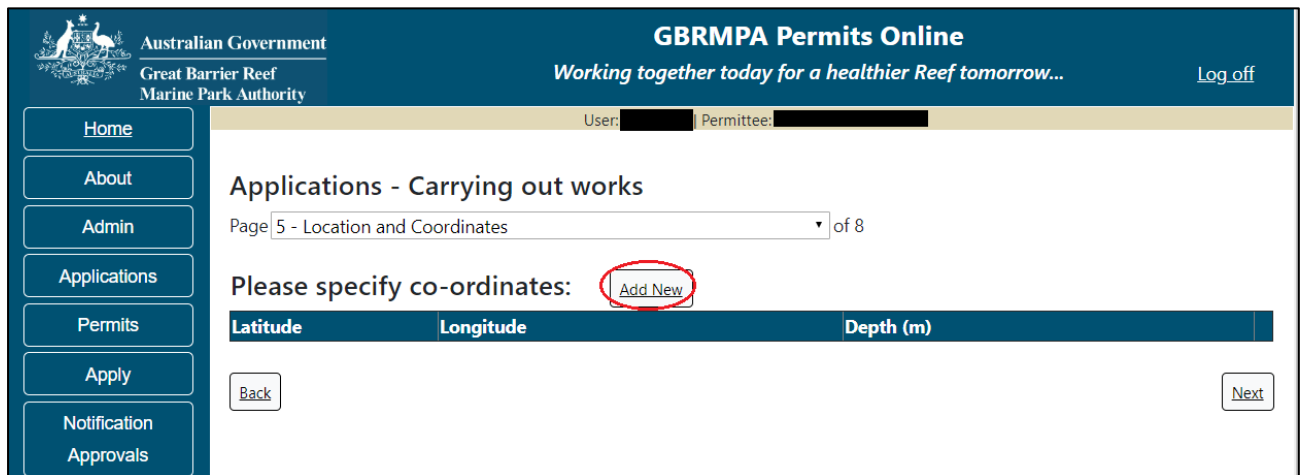 Australian Government
Great Barrier Reef
Marine Park Authority
GBRMPA Permits Online
Working together today for a healthier Reef tomorrow...
Log off
User: | Permittee:
Home
About
Admin
Applications
Permits
Apply
Notification
Approvals
Applications - Carrying out works
Page 5 - Location and Coordinates of 8
Please specify co-ordinates: Add New
Latitude Longitude Depth (m)
Back Next